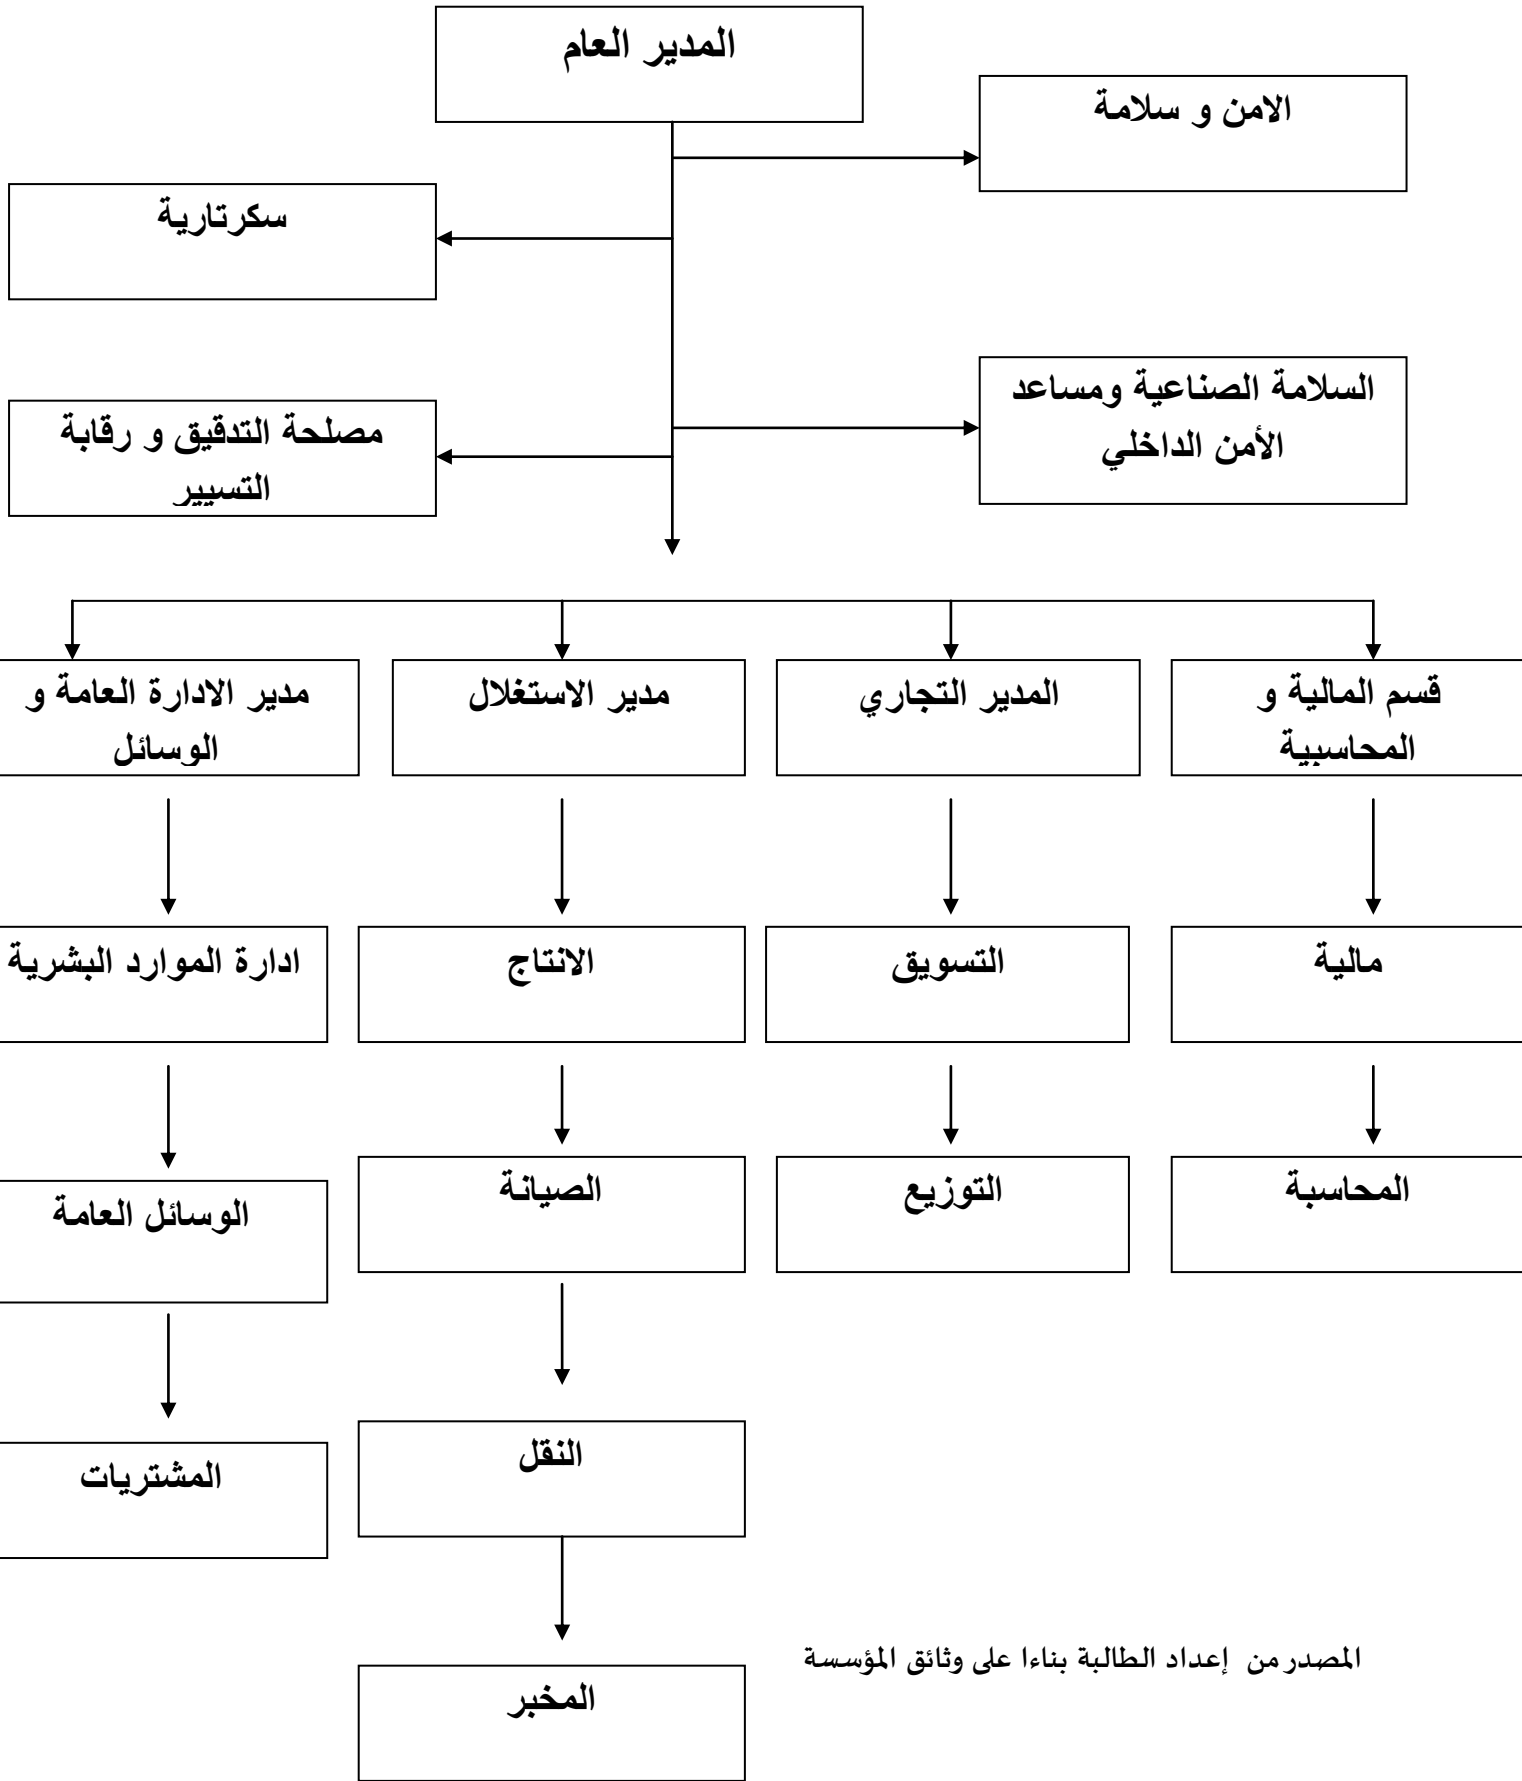 المدير العام
الامن و سلامة
سكرتارية
السلامة الصناعية ومساعد
الأمن الداخلي
مصلحة التدقيق و رقابة
التسيير
قسم المالية و
المحاسبية
المدير التجاري
مدير الاستغلال
مدير الادارة العامة و
الوسائل
مالية
التسويق
الانتاج
ادارة الموارد البشرية
المحاسبة
التوزيع
الصيانة
الوسائل العامة
النقل
المشتريات
المصدر من إعداد الطالبة بناءا على وثائق المؤسسة
المخبر